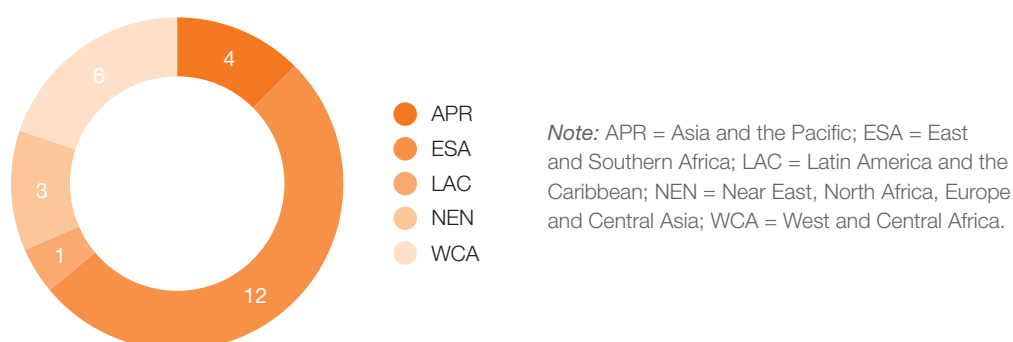 4
6
3
1
12
APR
ESA
LAC
NEN
WCA
Note: APR = Asia and the Pacific; ESA = East
and Southern Africa; LAC = Latin America and the
Caribbean; NEN = Near East, North Africa, Europe
and Central Asia; WCA = West and Central Africa.